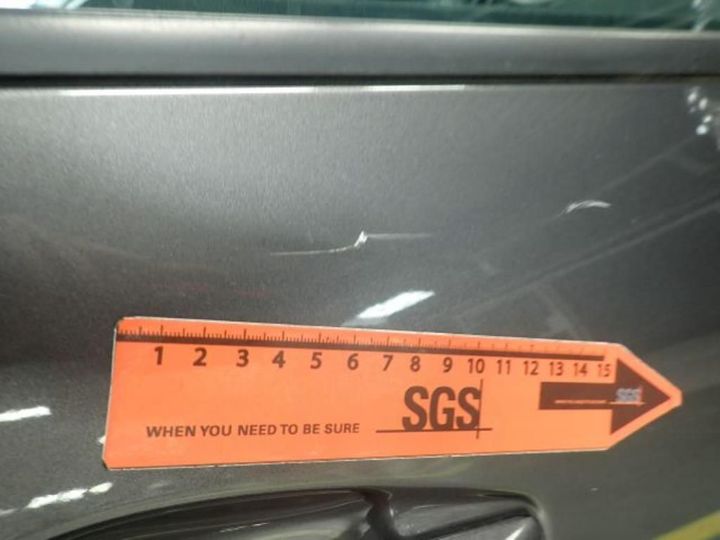 1 2 3 4 5 6 7 8 9 10 11 12 13 14 15
SGS
SGS
WHEN YOU NEED TO BE SURE